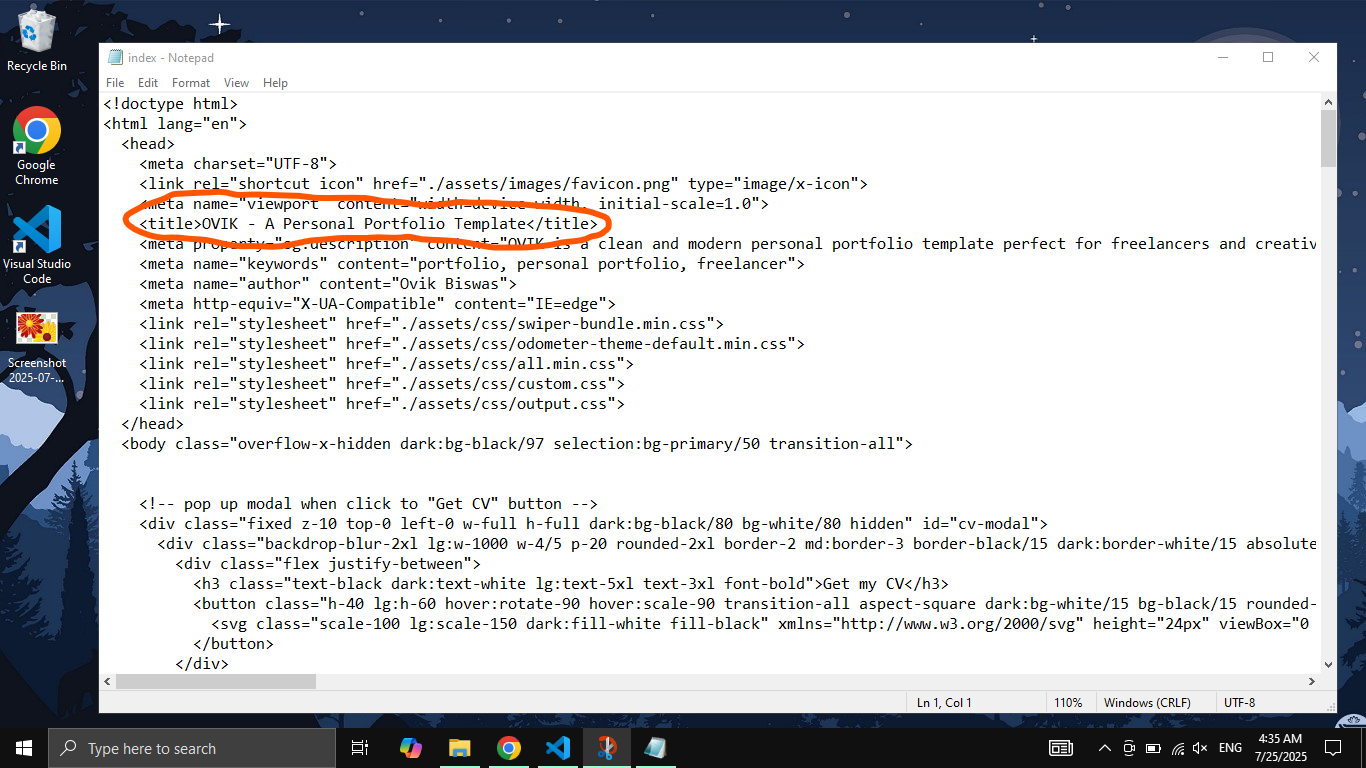 Recycle Bin
Google
Chrome
Visual Studio
Code
Screenshot
2025-07-...
index - Notepad
File Edit Format View Help
<!doctype html>
<html lang="en">
<head>
<meta charset="UTF-8">
<link rel="shortcut icon" href="./assets/images/favicon.png" type="image/x-icon">
<meta name="viewport" content="width=device-width, initial-scale=1.0">
<title>OVIK - A Personal Portfolio Template</title>
<meta property="og:description" content="OVIK is a clean and modern personal portfolio template perfect for freelancers and creativ
<meta name="keywords" content="portfolio, personal portfolio, freelancer">
<meta name="author" content="Ovik Biswas">
<meta http-equiv="X-UA-Compatible" content="IE=edge">
<link rel="stylesheet" href="./assets/css/swiper-bundle.min.css">
<link rel="stylesheet" href="./assets/css/odometer-theme-default.min.css">
<link rel="stylesheet" href="./assets/css/all.min.css">
<link rel="stylesheet" href="./assets/css/custom.css">
<link rel="stylesheet" href="./assets/css/output.css">
</head>
<body class="overflow-x-hidden dark:bg-black/97 selection:bg-primary/50 transition-all">
<!-- pop up modal when click to "Get CV" button -->
<div class="fixed z-10 top-0 left-0 w-full h-full dark:bg-black/80 bg-white/80 hidden" id="cv-modal">
<div class="backdrop-blur-2xl lg:w-1000 w-4/5 p-20 rounded-2xl border-2 md:border-3 border-black/15 dark:border-white/15 absolute
<div class="flex justify-between">
<h3 class="text-black dark:text-white lg:text-5xl text-3xl font-bold">Get my CV</h3>
<button class="h-40 lg:h-60 hover:rotate-90 hover:scale-90 transition-all aspect-square dark:bg-white/15 bg-black/15 rounded-
<svg class="scale-100 lg:scale-150 dark:fill-white fill-black" xmlns="http://www.w3.org/2000/svg" height="24px" viewBox="0
</button>
</div>
Ln 1, Col 1 110% Windows (CRLF) UTF-8
Type here to search
ENG
4:35 AM
7/25/2025